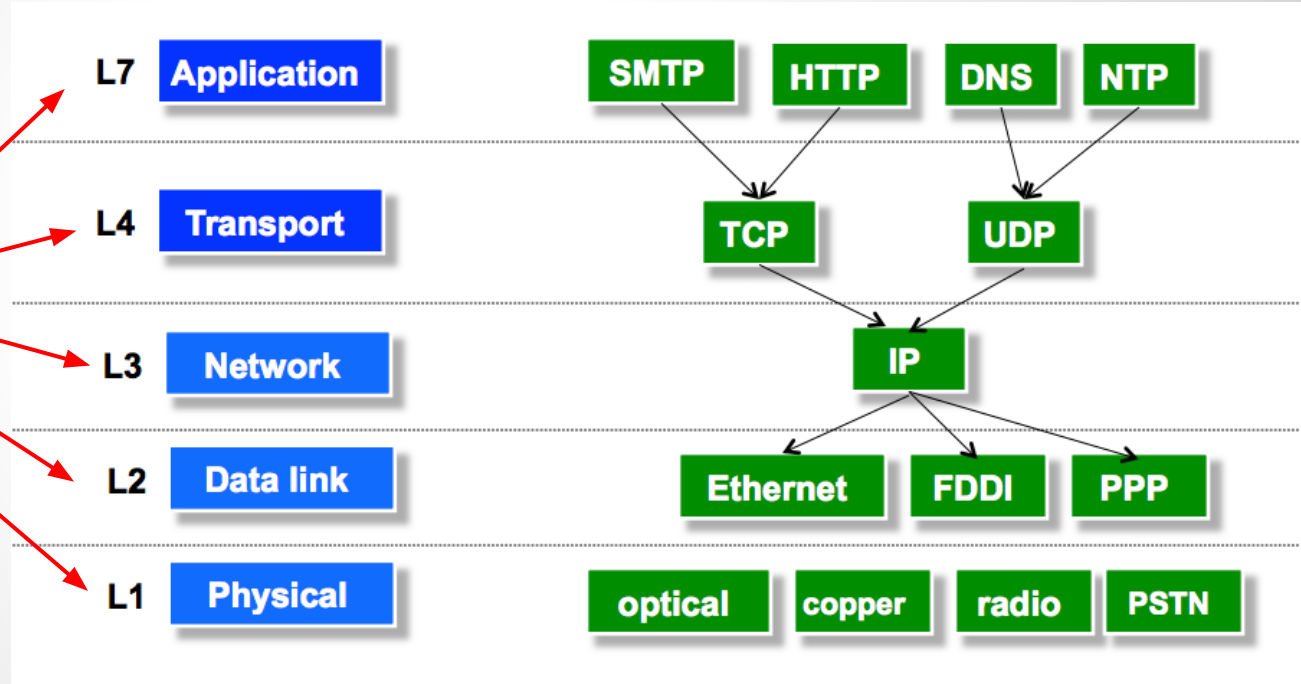 L7 Application SMTP HTTP DNS NTP
L4 Transport TCP UDP
L3 Network IP
L2 Data link Ethernet FDDI PPP
L1 Physical optical copper radio PSTN